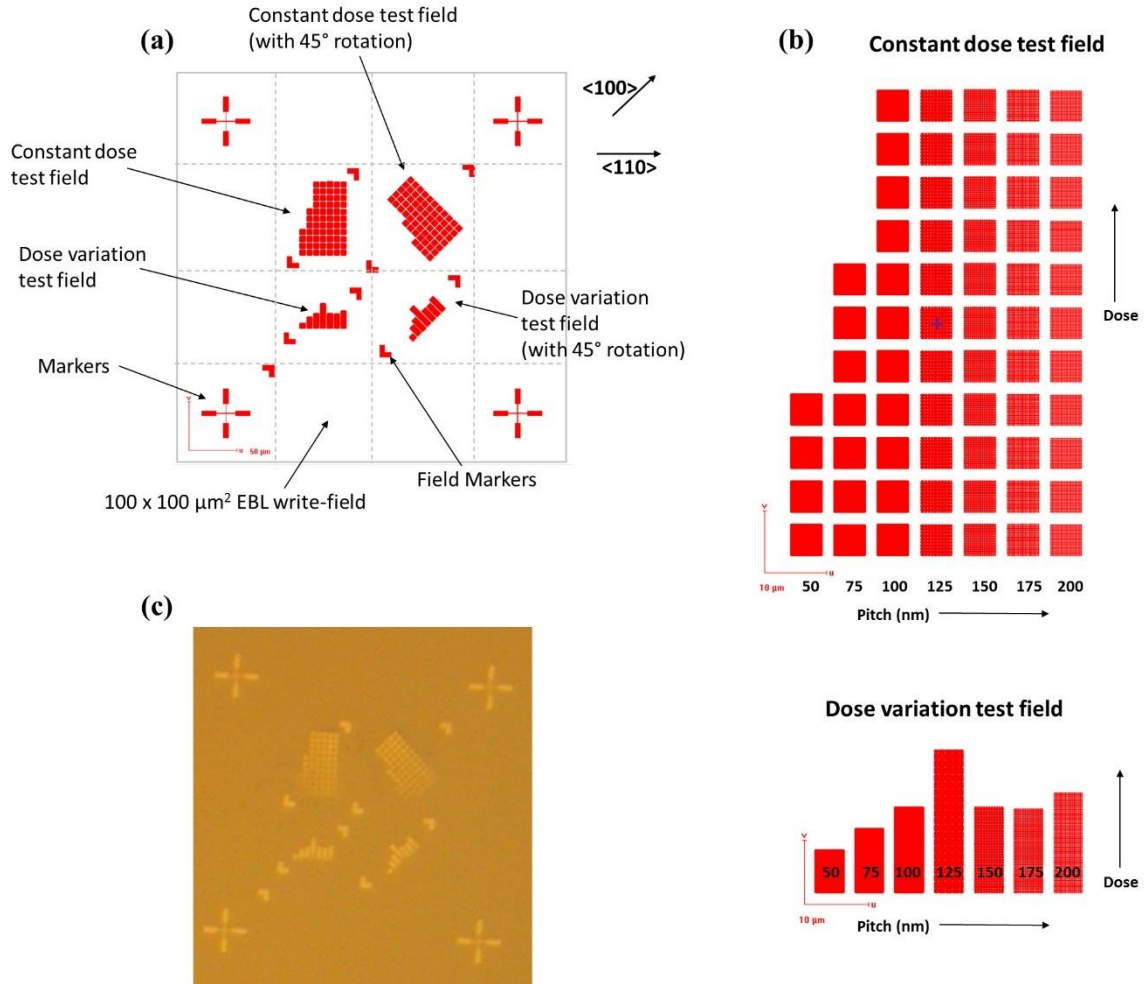 (a)
Constant dose test field
(with 45° rotation)
<100>
<110>
Constant dose
test field
Dose variation
test field
Dose variation
test field
(with 45° rotation)
Markers
v
u 50 µm
Field Markers
100 x 100 µm² EBL write-field
(b)
Constant dose test field
Dose
v
u
10 µm
50 75 100 125 150 175 200
Pitch (nm)
(c)
Dose variation test field
v
50 75 100 125 150 175 200
u
10 µm
Dose
Pitch (nm)